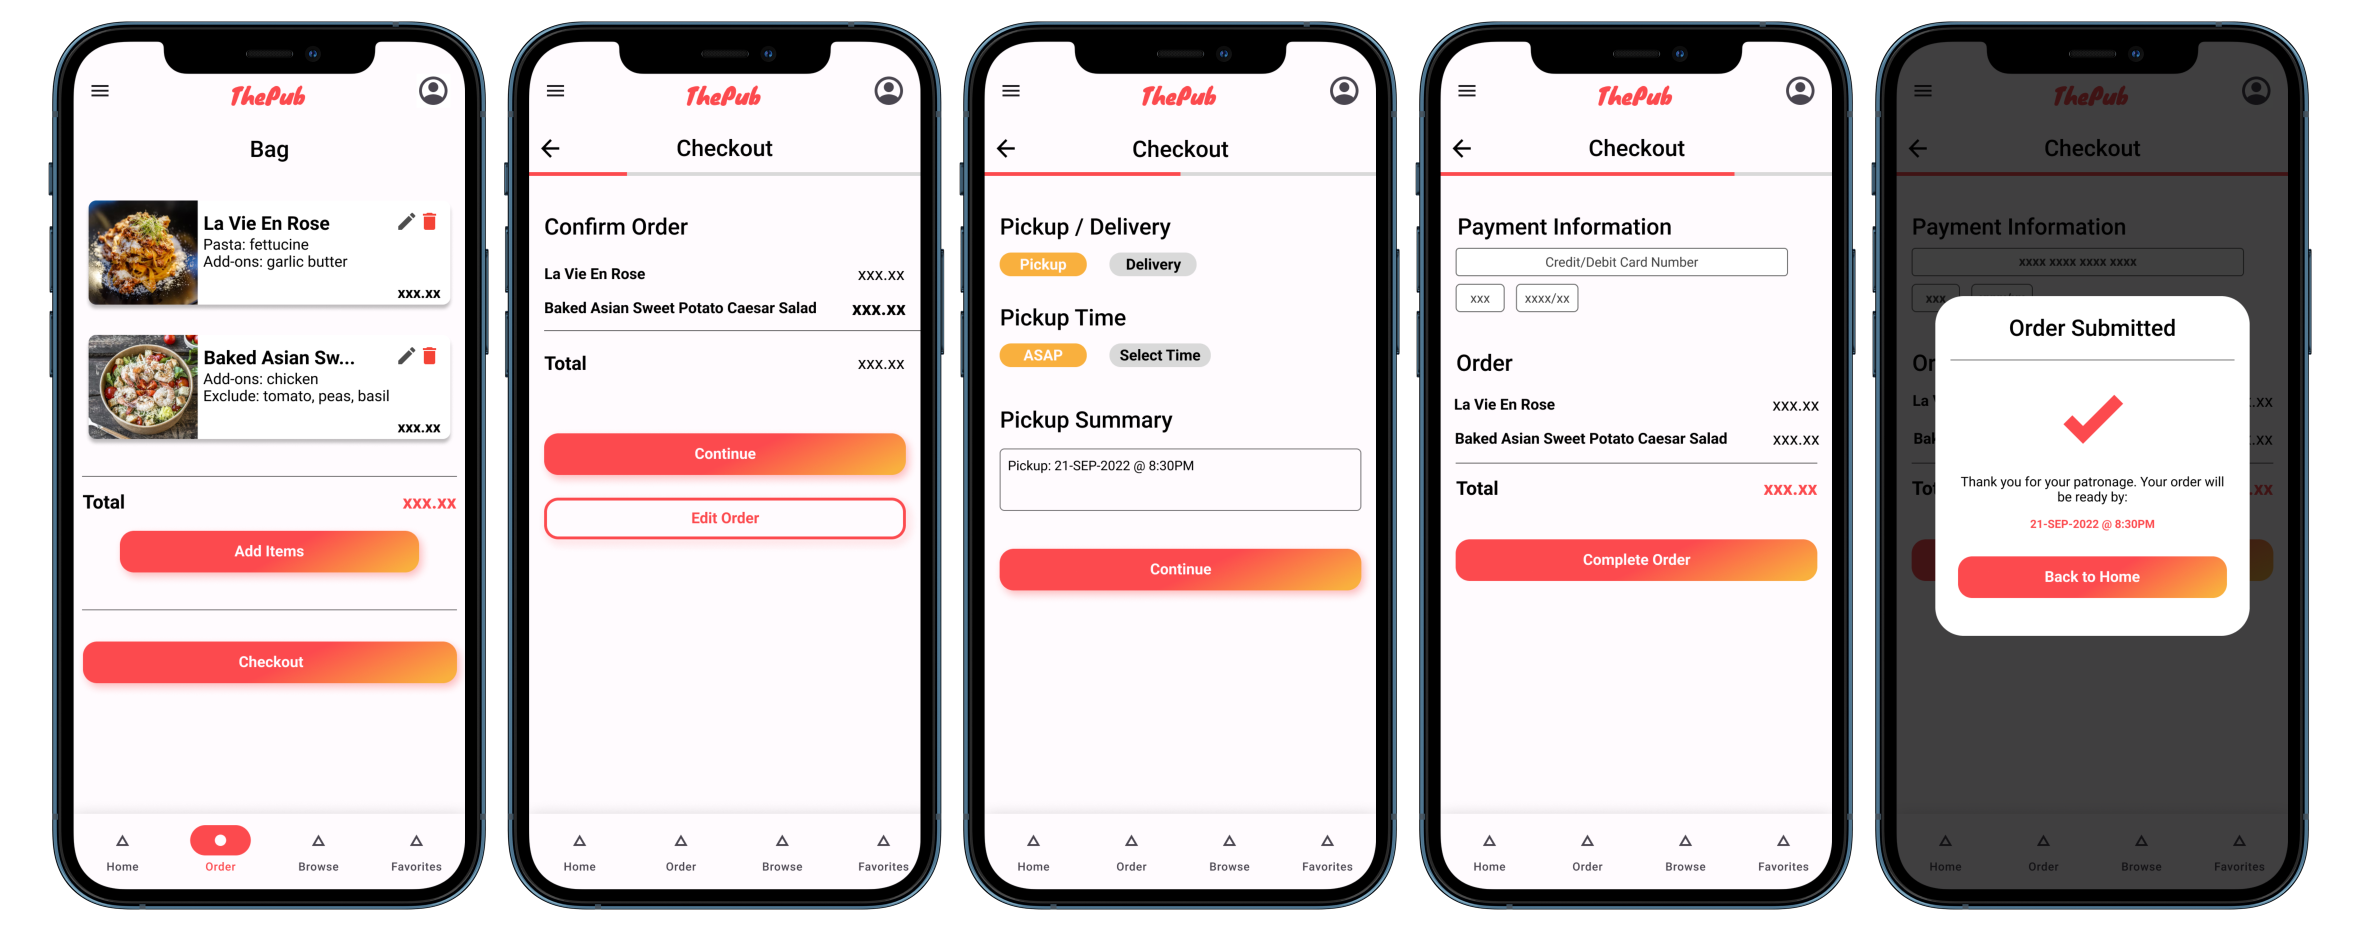 ThePub
Bag
La Vie En Rose
Pasta: fettucine
Add-ons: garlic butter
xxx.xx
Baked Asian Sw...
Add-ons: chicken
Exclude: tomato, peas, basil
xxx.xx
Total
xxx.xx
Add Items
Checkout
Home
Order
Browse
Favorites
ThePub
Checkout
Confirm Order
La Vie En Rose
xxx.xx
Baked Asian Sweet Potato Caesar Salad
xxx.xx
Total
xxx.xx
Continue
Edit Order
Home
Order
Browse
Favorites
ThePub
Checkout
Pickup / Delivery
Pickup
Delivery
Pickup Time
ASAP
Select Time
Pickup Summary
Pickup: 21-SEP-2022 @ 8:30PM
Continue
Home
Order
Browse
Favorites
ThePub
Checkout
Payment Information
Credit/Debit Card Number
xxx
xxxx/xx
Order
La Vie En Rose
xxx.xx
Baked Asian Sweet Potato Caesar Salad
xxx.xx
Total
xxx.xx
Complete Order
Home
Order
Browse
Favorites
ThePub
Checkout
Payment Information
xxxx xxxx xxxx xxxx
xxx
Order Submitted
Thank you for your patronage. Your order will
be ready by:
21-SEP-2022 @ 8:30PM
Back to Home
Home
Order
Browse
Favorites